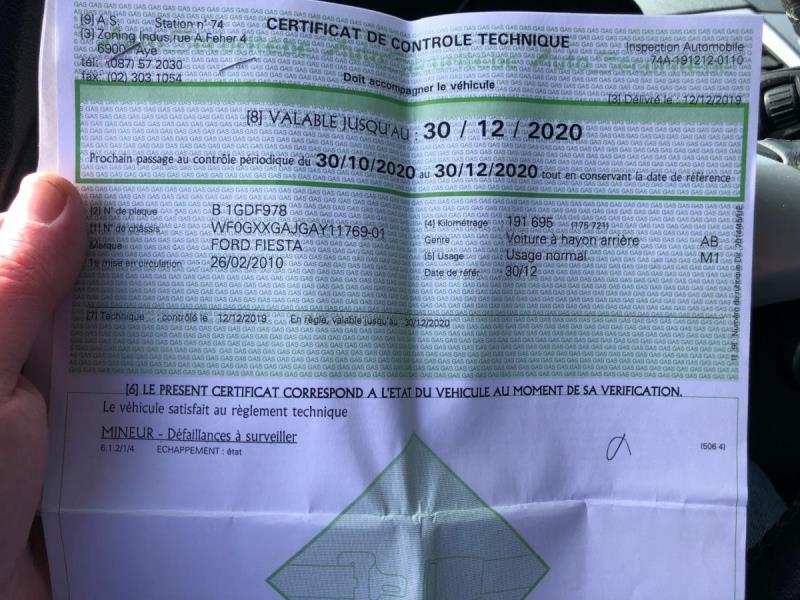 [9] A.S. Station n° 74
[3] Zoning Indus, rue A.Feher 4
6900 Aye
tél: (087) 57 2030
fax: (02) 303 1054
CERTIFICAT DE CONTROLE TECHNIQUE
Doit accompagner le véhicule
Inspection Automobile
74A-191212-0110
[3] Délivré le : 12/12/2019
[8] VALABLE JUSQU'AU : 30 / 12 / 2020
Prochain passage au contrôle périodique du 30/10/2020 au 30/12/2020 tout en conservant la date de référence
[2] N° de plaque B 1GDF978
[1] N° de châssis WF0GXXGAJGAY11769-01
Marque FORD FIESTA
1e mise en circulation 26/02/2010
[4] Kilométrage 191 695 (175 721)
Genre Voiture à hayon arrière AB
[5] Usage : Usage normal M1
Date de référ. : 30/12
[7] Technique : contrôlé le 12/12/2019 En règle, valable jusqu'au 30/12/2020
[6] LE PRESENT CERTIFICAT CORRESPOND A L'ETAT DU VEHICULE AU MOMENT DE SA VERIFICATION.
Le véhicule satisfait au règlement technique
MINEUR - Défaillances à surveiller
6.1.2/1/4 ECHAPPEMENT : état
(506 4)